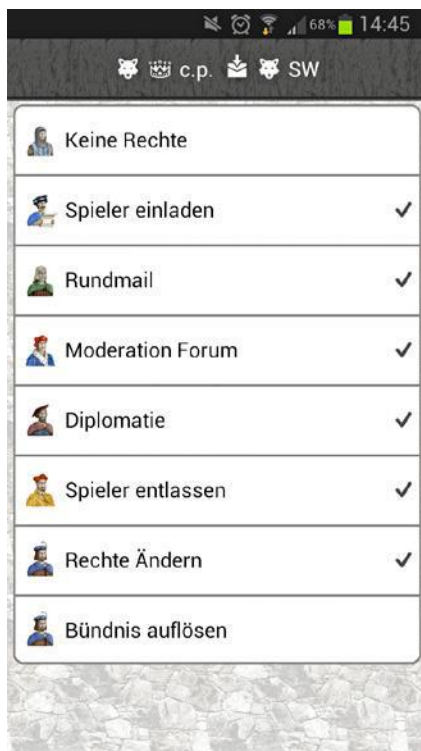 68% 14:45
c.p. SW
Keine Rechte
Spieler einladen
Rundmail
Moderation Forum
Diplomatie
Spieler entlassen
Rechte Ändern
Bündnis auflösen